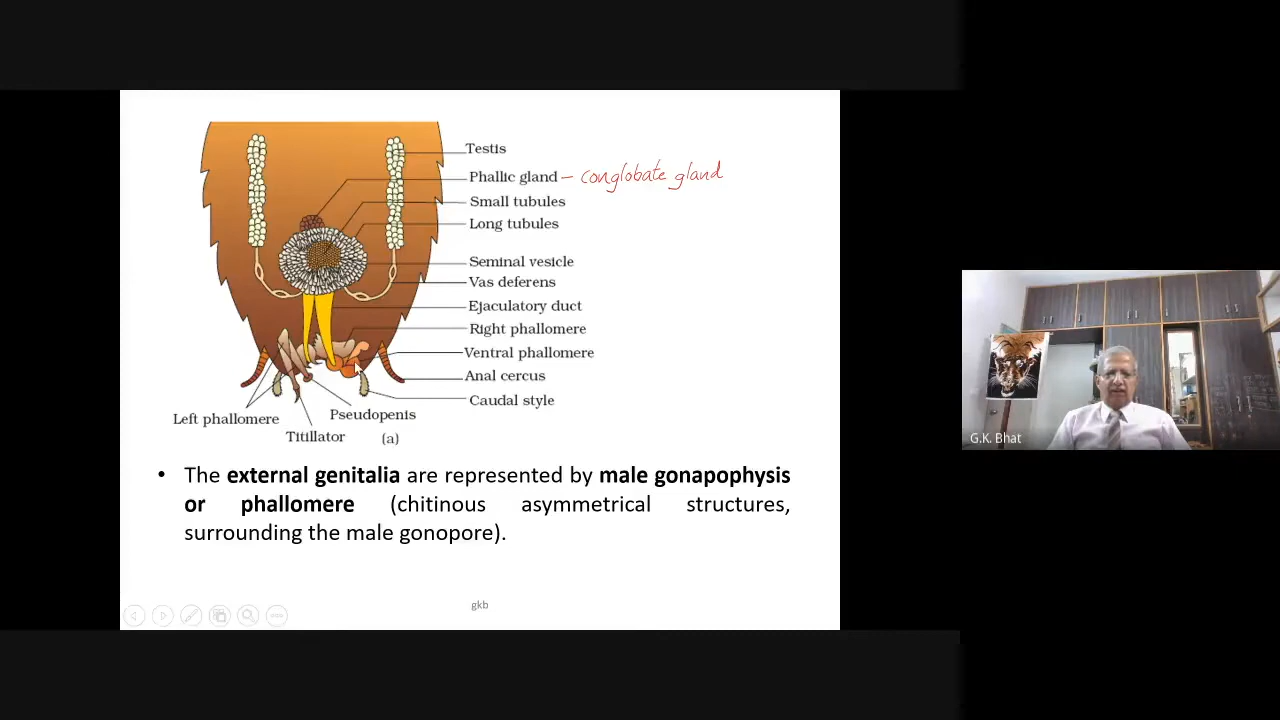 Testis
Phallic gland – conglobate gland
Small tubules
Long tubules
Seminal vesicle
Vas deferens
Ejaculatory duct
Right phallomere
Ventral phallomere
Anal cercus
Caudal style
Left phallomere
Pseudopenis
Titillator
(a)
• The external genitalia are represented by male gonapophysis
or phallomere (chitinous asymmetrical structures,
surrounding the male gonopore).
gkb
G.K. Bhat